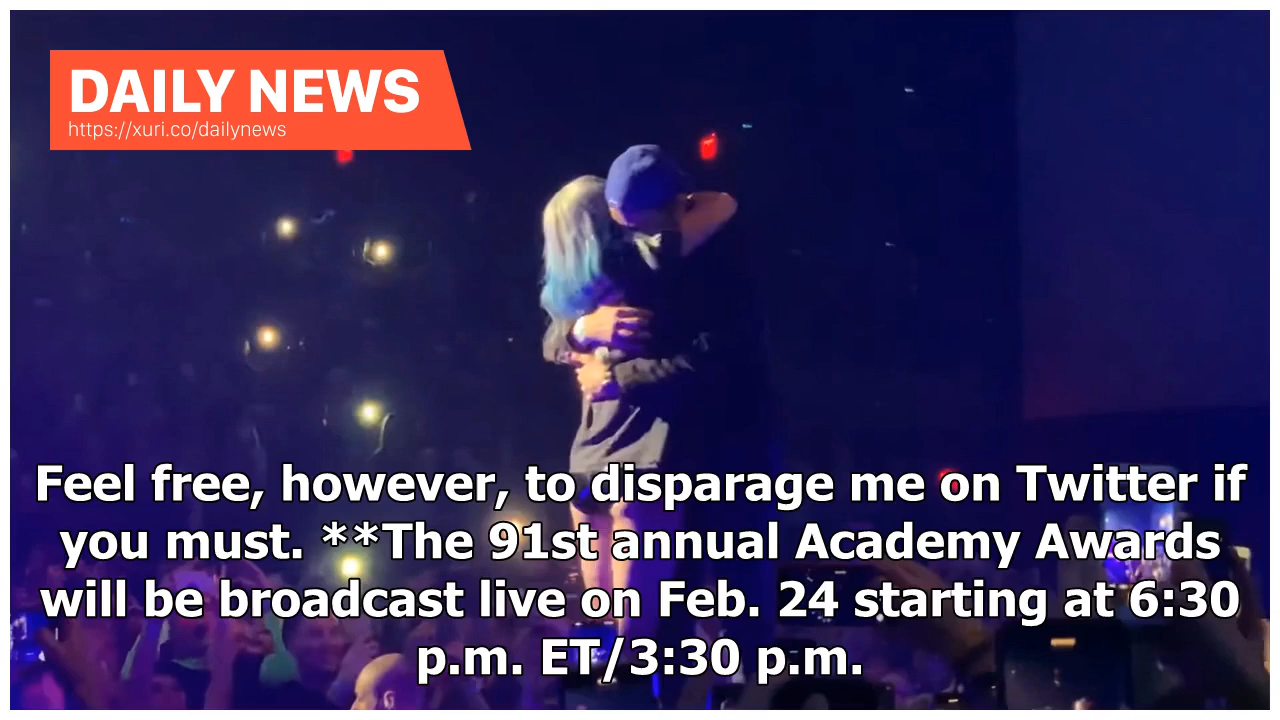 DAILY NEWS
https://xuri.co/dailynews
Feel free, however, to disparage me on Twitter if
you must. **The 91st annual Academy Awards
will be broadcast live on Feb. 24 starting at 6:30
p.m. ET/3:30 p.m.